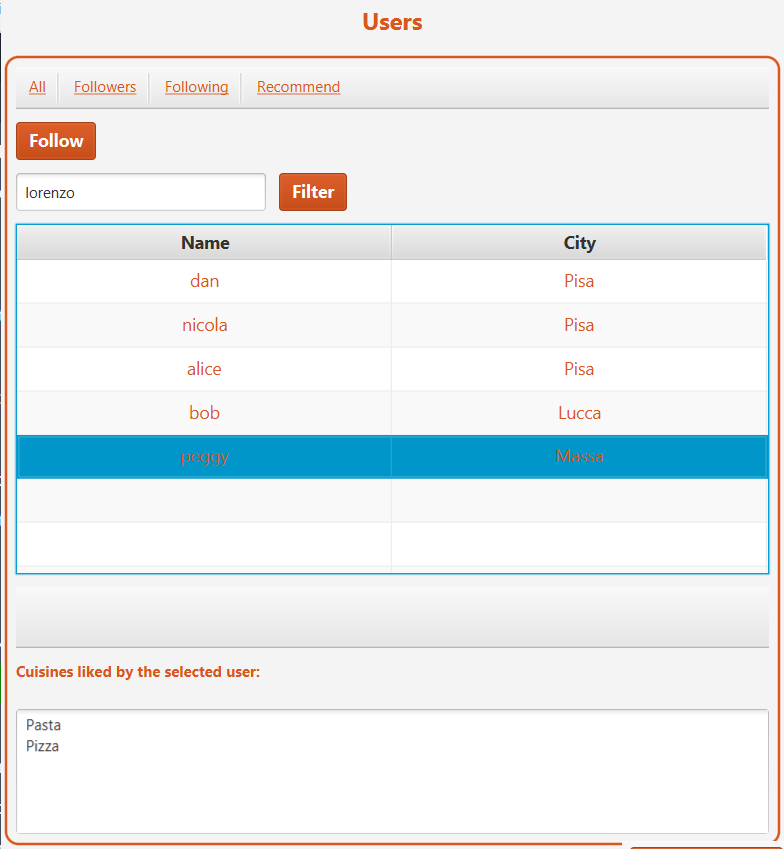 Users
All Followers Following Recommend
Follow
lorenzo Filter
Name City
dan Pisa
nicola Pisa
alice Pisa
bob Lucca
peggy Massa
Cuisines liked by the selected user:
Pasta
Pizza